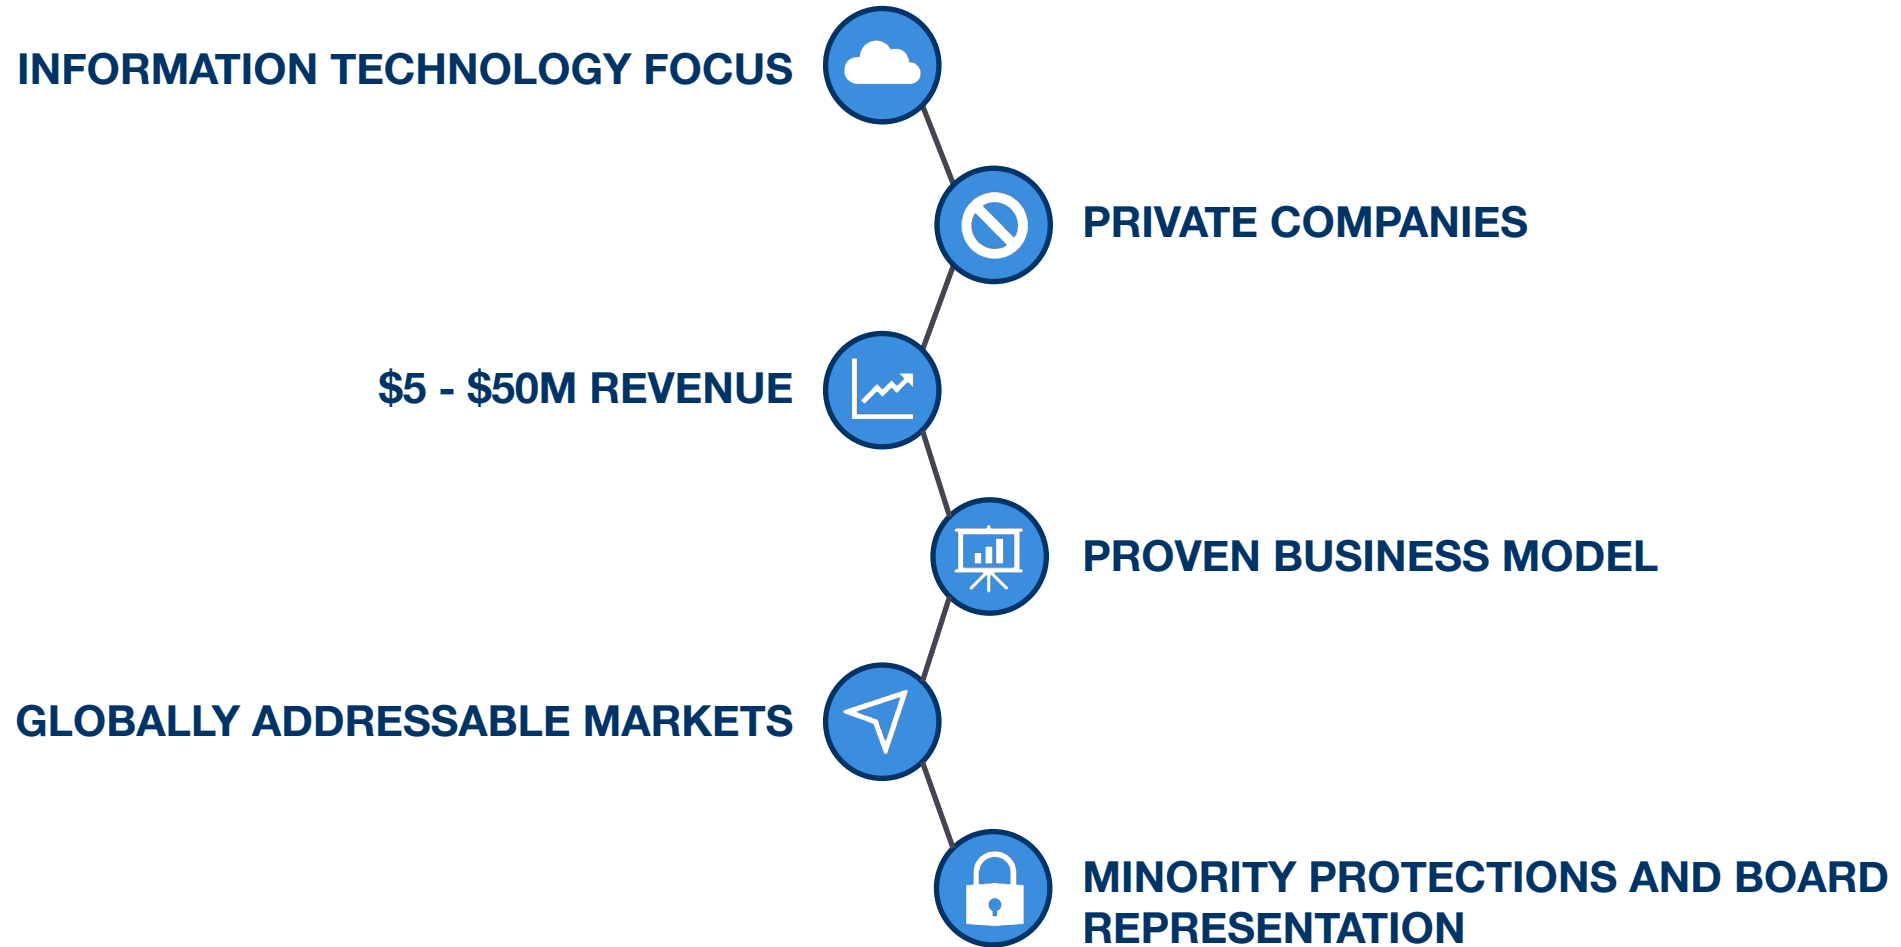 INFORMATION TECHNOLOGY FOCUS
PRIVATE COMPANIES
$5 - $50M REVENUE
PROVEN BUSINESS MODEL
GLOBALLY ADDRESSABLE MARKETS
MINORITY PROTECTIONS AND BOARD
REPRESENTATION